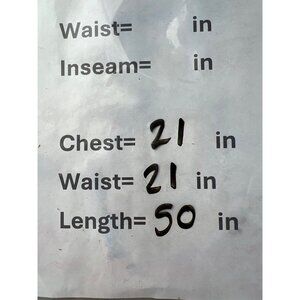 Waist= in
Inseam= in
Chest= 21 in
Waist= 21 in
Length= 50 in